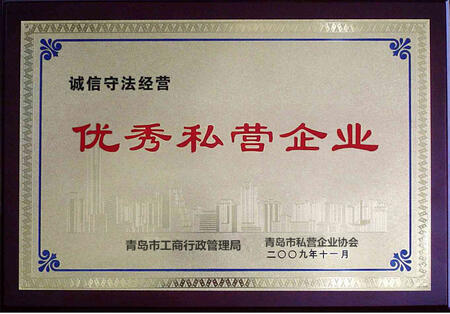 诚信守法经营
优秀私营企业
青岛市工商行政管理局 青岛市私营企业协会
二〇〇九年十一月